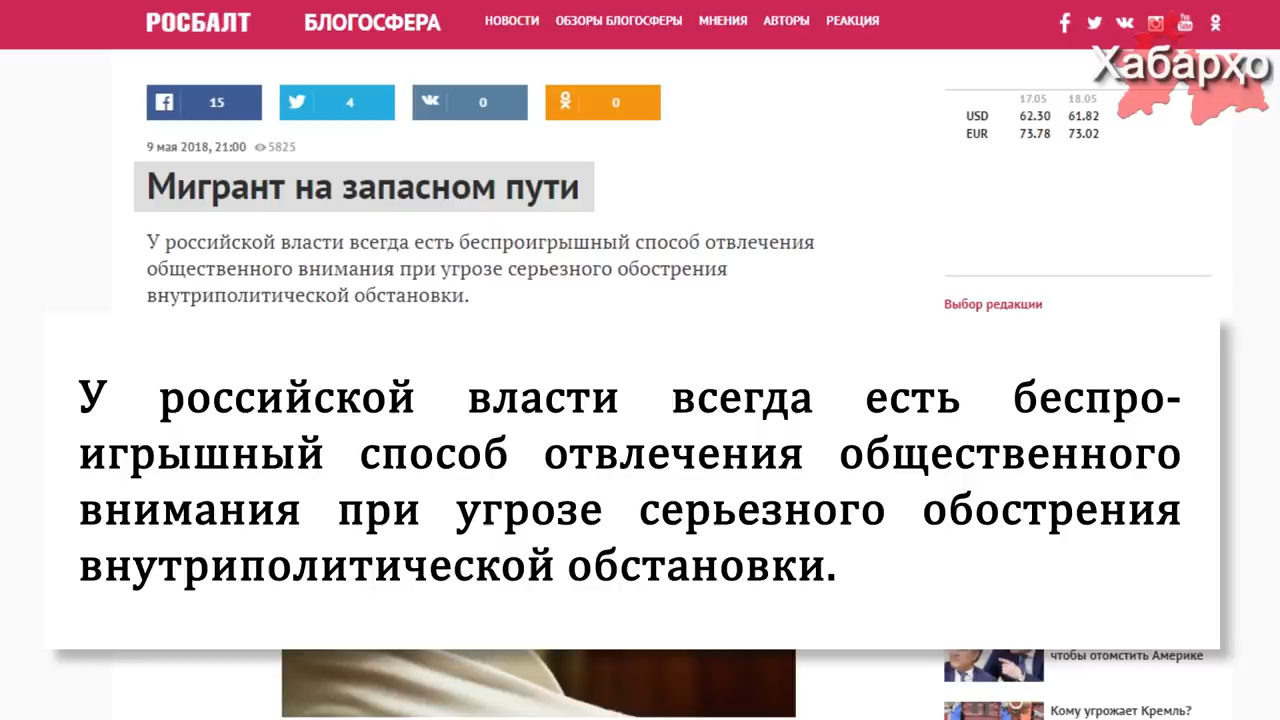 РОСБАЛТ БЛОГОСФЕРА НОВОСТИ ОБЗОРЫ БЛОГОСФЕРЫ МНЕНИЯ АВТОРЫ РЕАКЦИЯ
Хабарҳо
15 4 0 0
17.05 18.05
USD 62.30 61.82
EUR 73.78 73.02
9 мая 2018, 21:00 5825
Мигрант на запасном пути
У российской власти всегда есть беспроигрышный способ отвлечения
общественного внимания при угрозе серьезного обострения
внутриполитической обстановки.
Выбор редакции
У российской власти всегда есть беспро-
игрышный способ отвлечения общественного
внимания при угрозе серьезного обострения
внутриполитической обстановки.
чтобы отомстить Америке
Кому угрожает Кремль?